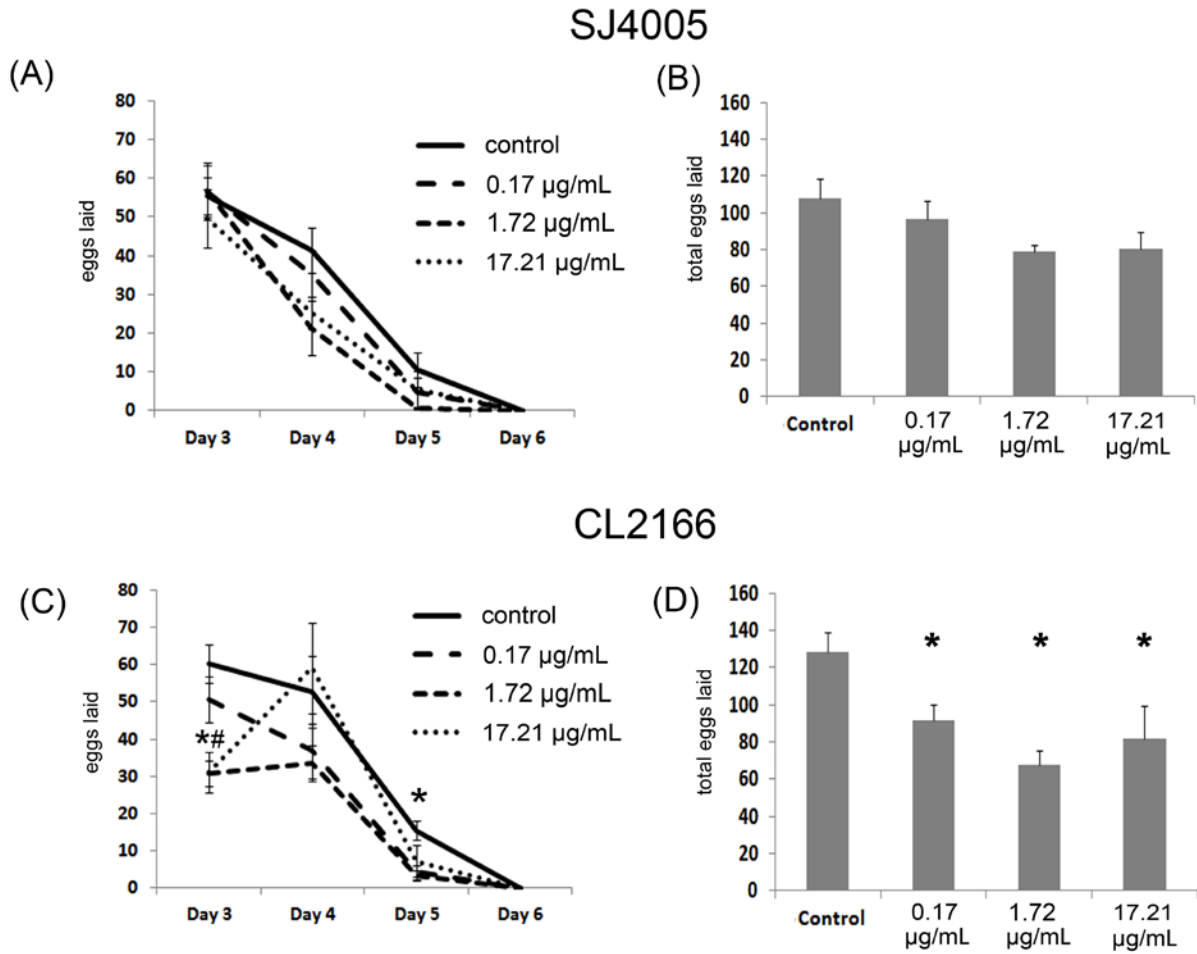 SJ4005
(A)
80
70
60
50
40
30
20
10
0
eggs laid
Day 3 Day 4 Day 5 Day 6
control
0.17 µg/mL
1.72 µg/mL
17.21 µg/mL
(B)
160
140
120
100
80
60
40
20
0
total eggs laid
Control 0.17 1.72 17.21
µg/mL µg/mL µg/mL
CL2166
(C)
80
70
60
50
40
30
20
10
0
eggs laid
*#
*
Day 3 Day 4 Day 5 Day 6
control
0.17 µg/mL
1.72 µg/mL
17.21 µg/mL
(D)
160
140
120
100
80
60
40
20
0
total eggs laid
* * *
Control 0.17 1.72 17.21
µg/mL µg/mL µg/mL